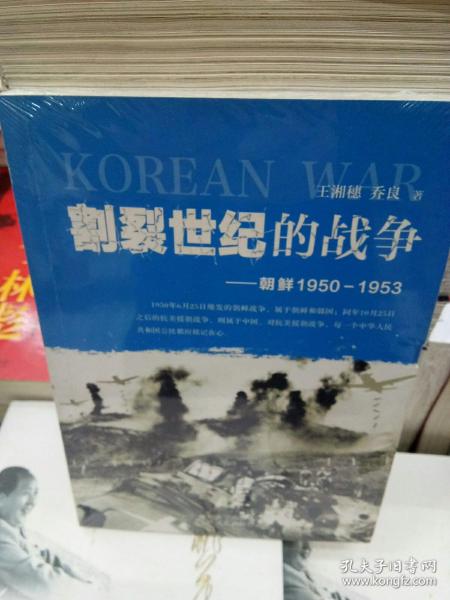 KOREAN WAR
王湘穗 乔良 著
割裂世纪的战争
——朝鲜1950－1953
1950年6月25日爆发的朝鲜战争，属于朝鲜和韩国；同年10月25日
之后的抗美援朝战争，则属于中国。对抗美援朝战争，每一个中华人民
共和国公民都应铭记在心。
林
孔夫子旧书网
www.kongfz.com